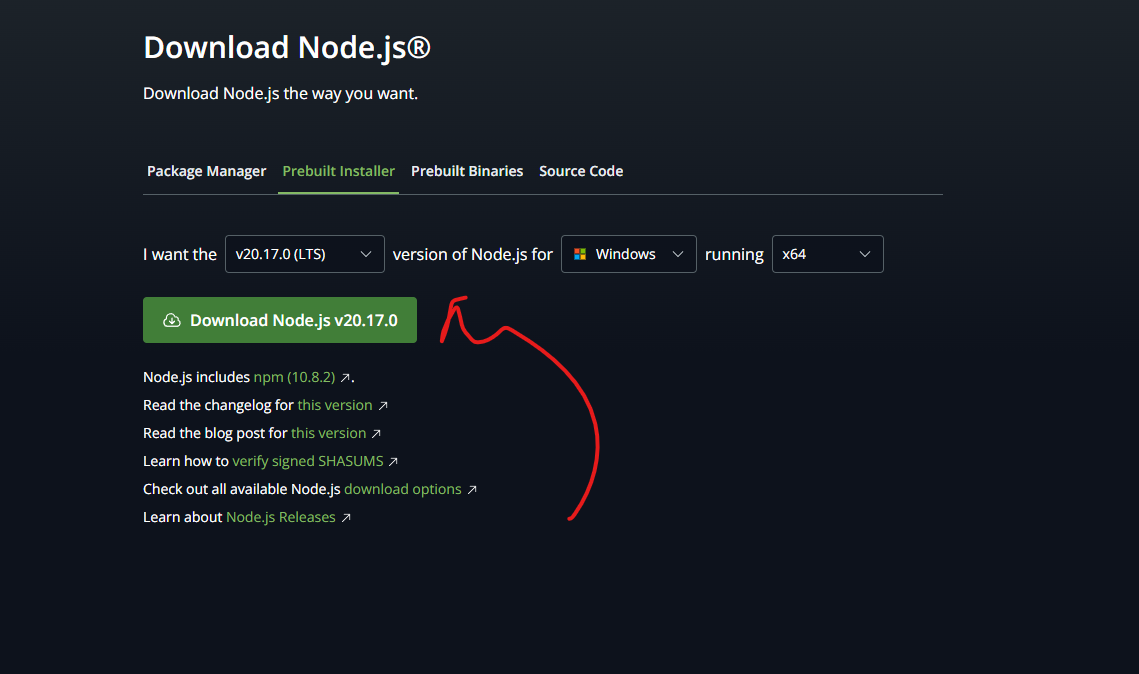 Download Node.js®
Download Node.js the way you want.
Package Manager Prebuilt Installer Prebuilt Binaries Source Code
I want the v20.17.0 (LTS) version of Node.js for Windows running x64
Download Node.js v20.17.0
Node.js includes npm (10.8.2) ↗.
Read the changelog for this version ↗
Read the blog post for this version ↗
Learn how to verify signed SHASUMS ↗
Check out all available Node.js download options ↗
Learn about Node.js Releases ↗